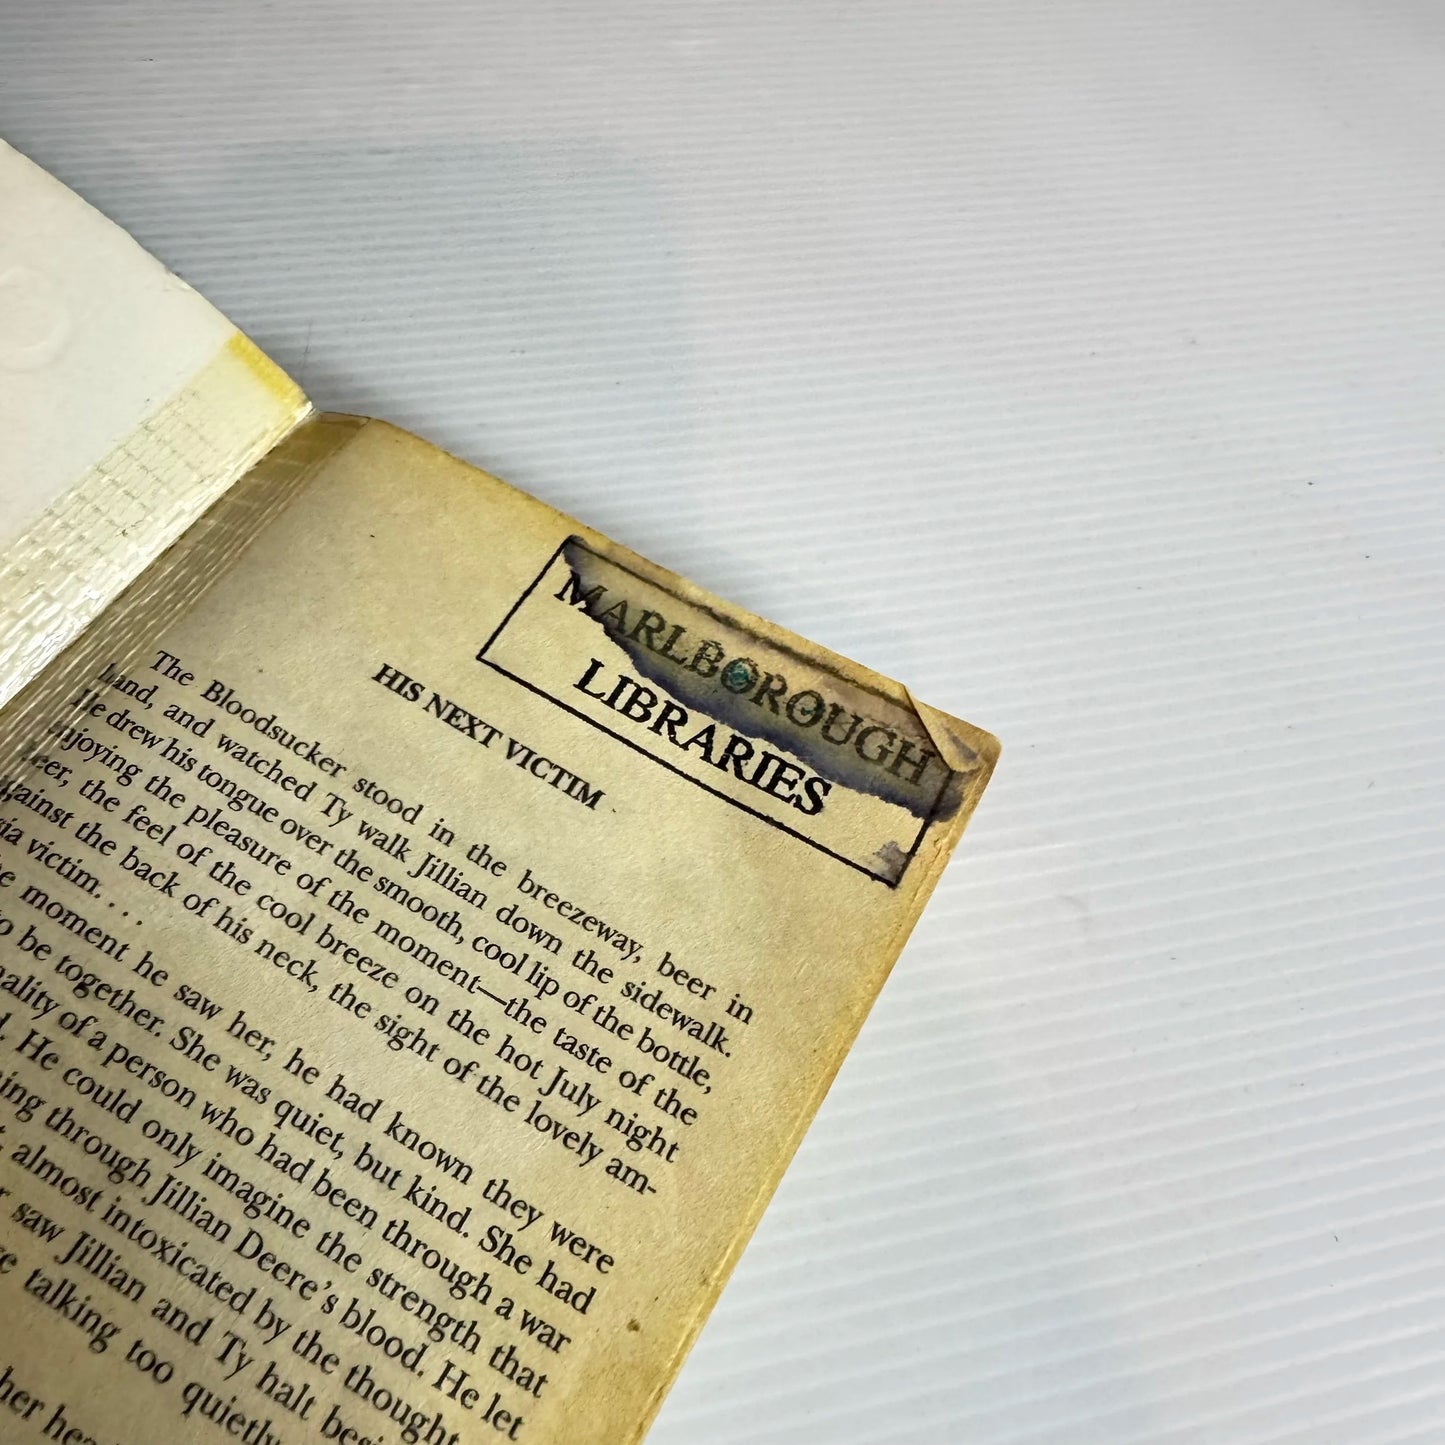 MARLBOROUGH
LIBRARIES
HIS NEXT VICTIM
The Bloodsucker stood in the breezeway, beer in
hand, and watched Ty walk Jillian down the sidewalk.
He drew his tongue over the smooth, cool lip of the bottle,
enjoying the pleasure of the moment—the taste of the
beer, the feel of the cool breeze on the hot July night
against the back of his neck, the sight of the lovely am-
victim. . . .
moment he saw her, he had known they were
to be together. She was quiet, but kind. She had
of a person who had been through a war
He could only imagine the strength that
through Jillian Deere's blood. He let
almost intoxicated by the thought
saw Jillian and Ty halt
talking too quietly
her